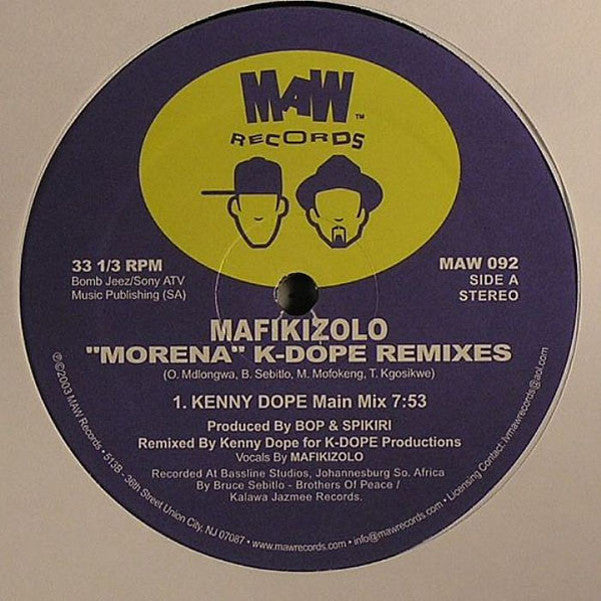 MAW™
RECORDS
33 1/3 RPM
Bomb Jeez/Sony ATV
Music Publishing (SA)
MAW 092
SIDE A
STEREO
MAFIKIZOLO
"MORENA" K-DOPE REMIXES
(O. Mdlongwa, B. Sebitlo, M. Mofokeng, T. Kgosikwe)
1. KENNY DOPE Main Mix 7:53
Produced By BOP & SPIKIRI
Remixed By Kenny Dope for K-DOPE Productions
Vocals By MAFIKIZOLO
Recorded At Bassline Studios, Johannesburg So. Africa
By Bruce Sebitlo - Brothers Of Peace /
Kalawa Jazmee Records.
℗©2003 MAW Records • 513B - 36th Street Union City, NJ 07087 • www.mawrecords.com • info@mawrecords.com • Licensing Contact: lvmawrecords@aol.com